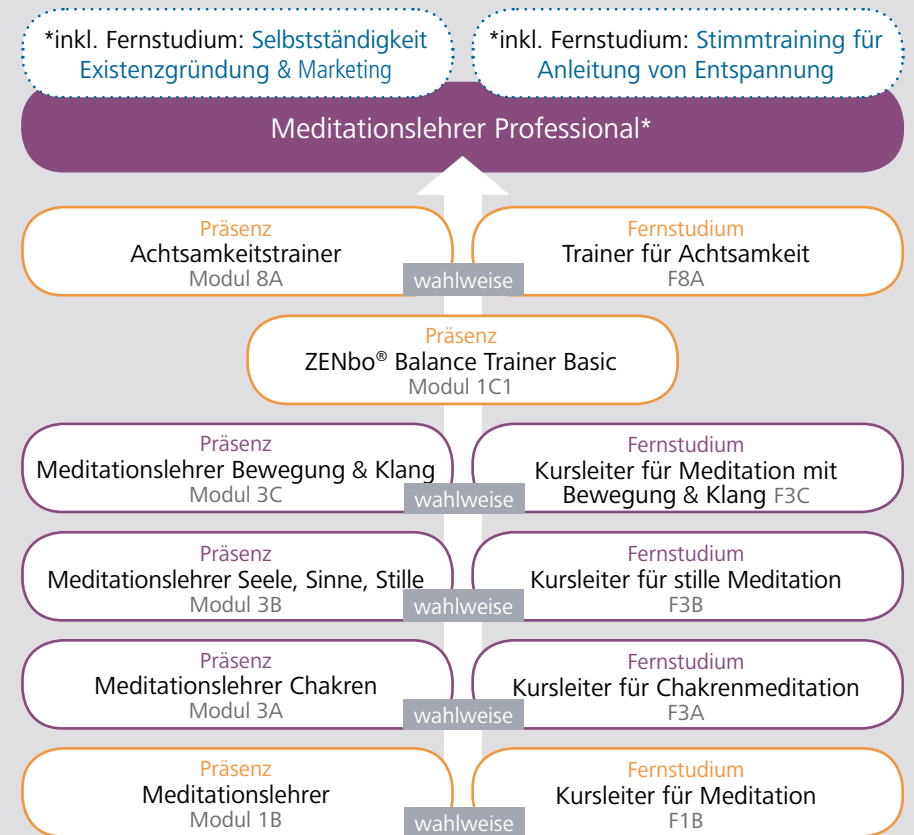 *inkl. Fernstudium: Selbstständigkeit
Existenzgründung & Marketing
*inkl. Fernstudium: Stimmtraining für
Anleitung von Entspannung
Meditationslehrer Professional*
Präsenz
Achtsamkeitstrainer
Modul 8A
wahlweise
Fernstudium
Trainer für Achtsamkeit
F8A
Präsenz
ZENbo® Balance Trainer Basic
Modul 1C1
Präsenz
Meditationslehrer Bewegung & Klang
Modul 3C
wahlweise
Fernstudium
Kursleiter für Meditation mit
Bewegung & Klang F3C
Präsenz
Meditationslehrer Seele, Sinne, Stille
Modul 3B
wahlweise
Fernstudium
Kursleiter für stille Meditation
F3B
Präsenz
Meditationslehrer Chakren
Modul 3A
wahlweise
Fernstudium
Kursleiter für Chakrenmeditation
F3A
Präsenz
Meditationslehrer
Modul 1B
wahlweise
Fernstudium
Kursleiter für Meditation
F1B